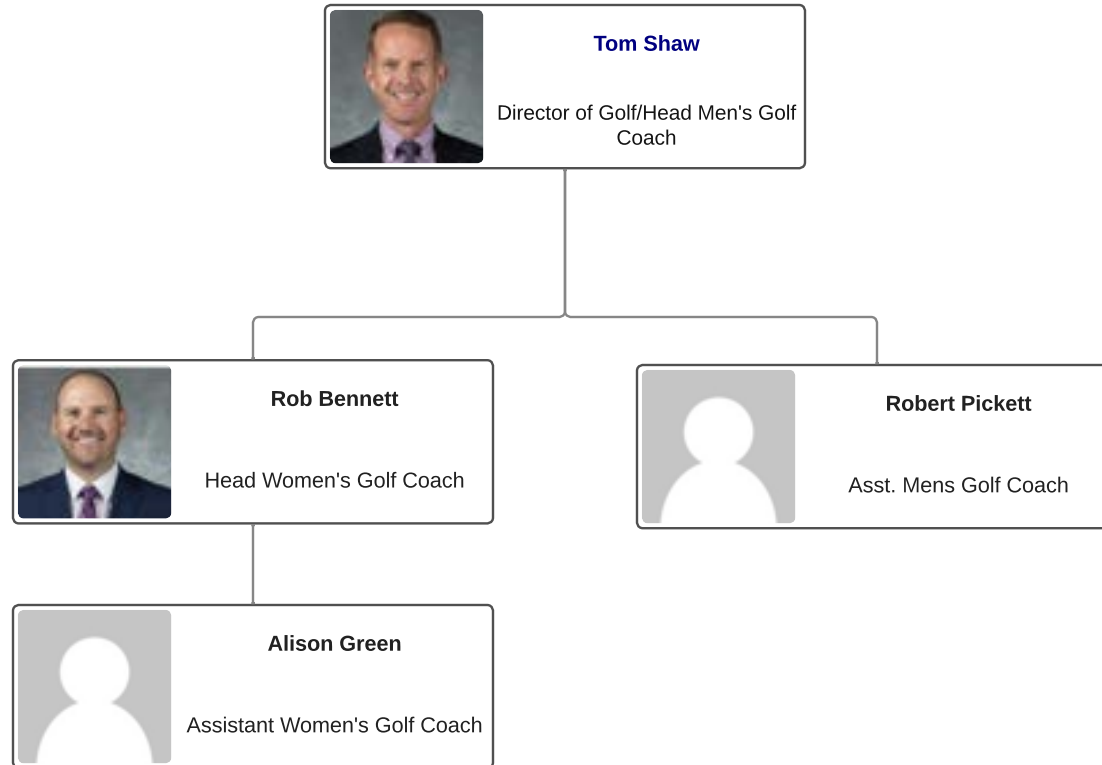 Tom Shaw
Director of Golf/Head Men's Golf
Coach
Rob Bennett
Head Women's Golf Coach
Robert Pickett
Asst. Mens Golf Coach
Alison Green
Assistant Women's Golf Coach